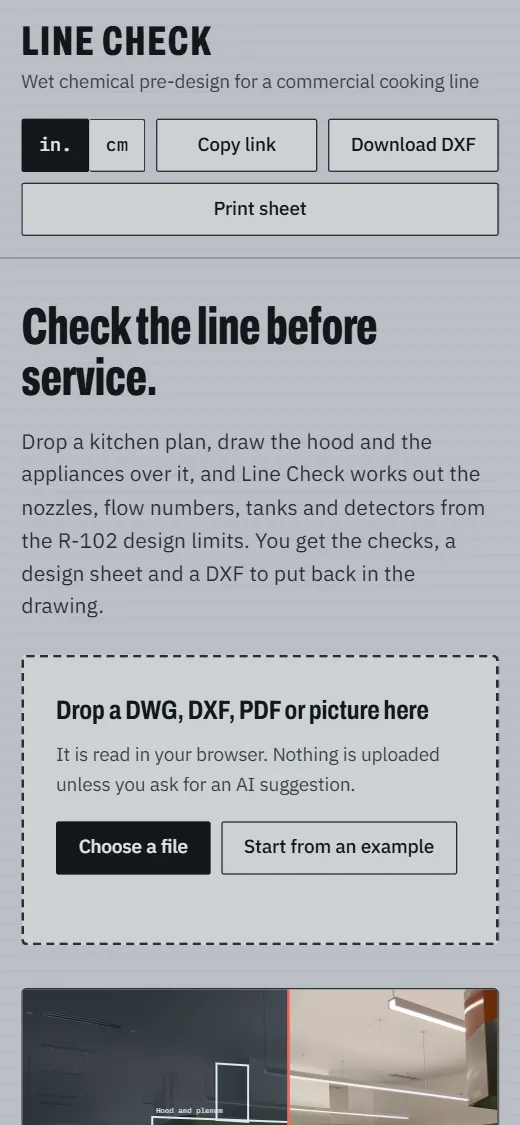 LINE CHECK
Wet chemical pre-design for a commercial cooking line
in.
cm
Copy link
Download DXF
Print sheet
Check the line before
service.
Drop a kitchen plan, draw the hood and the
appliances over it, and Line Check works out the
nozzles, flow numbers, tanks and detectors from
the R-102 design limits. You get the checks, a
design sheet and a DXF to put back in the
drawing.
Drop a DWG, DXF, PDF or picture here
It is read in your browser. Nothing is uploaded
unless you ask for an AI suggestion.
Choose a file
Start from an example
Hood and plenum